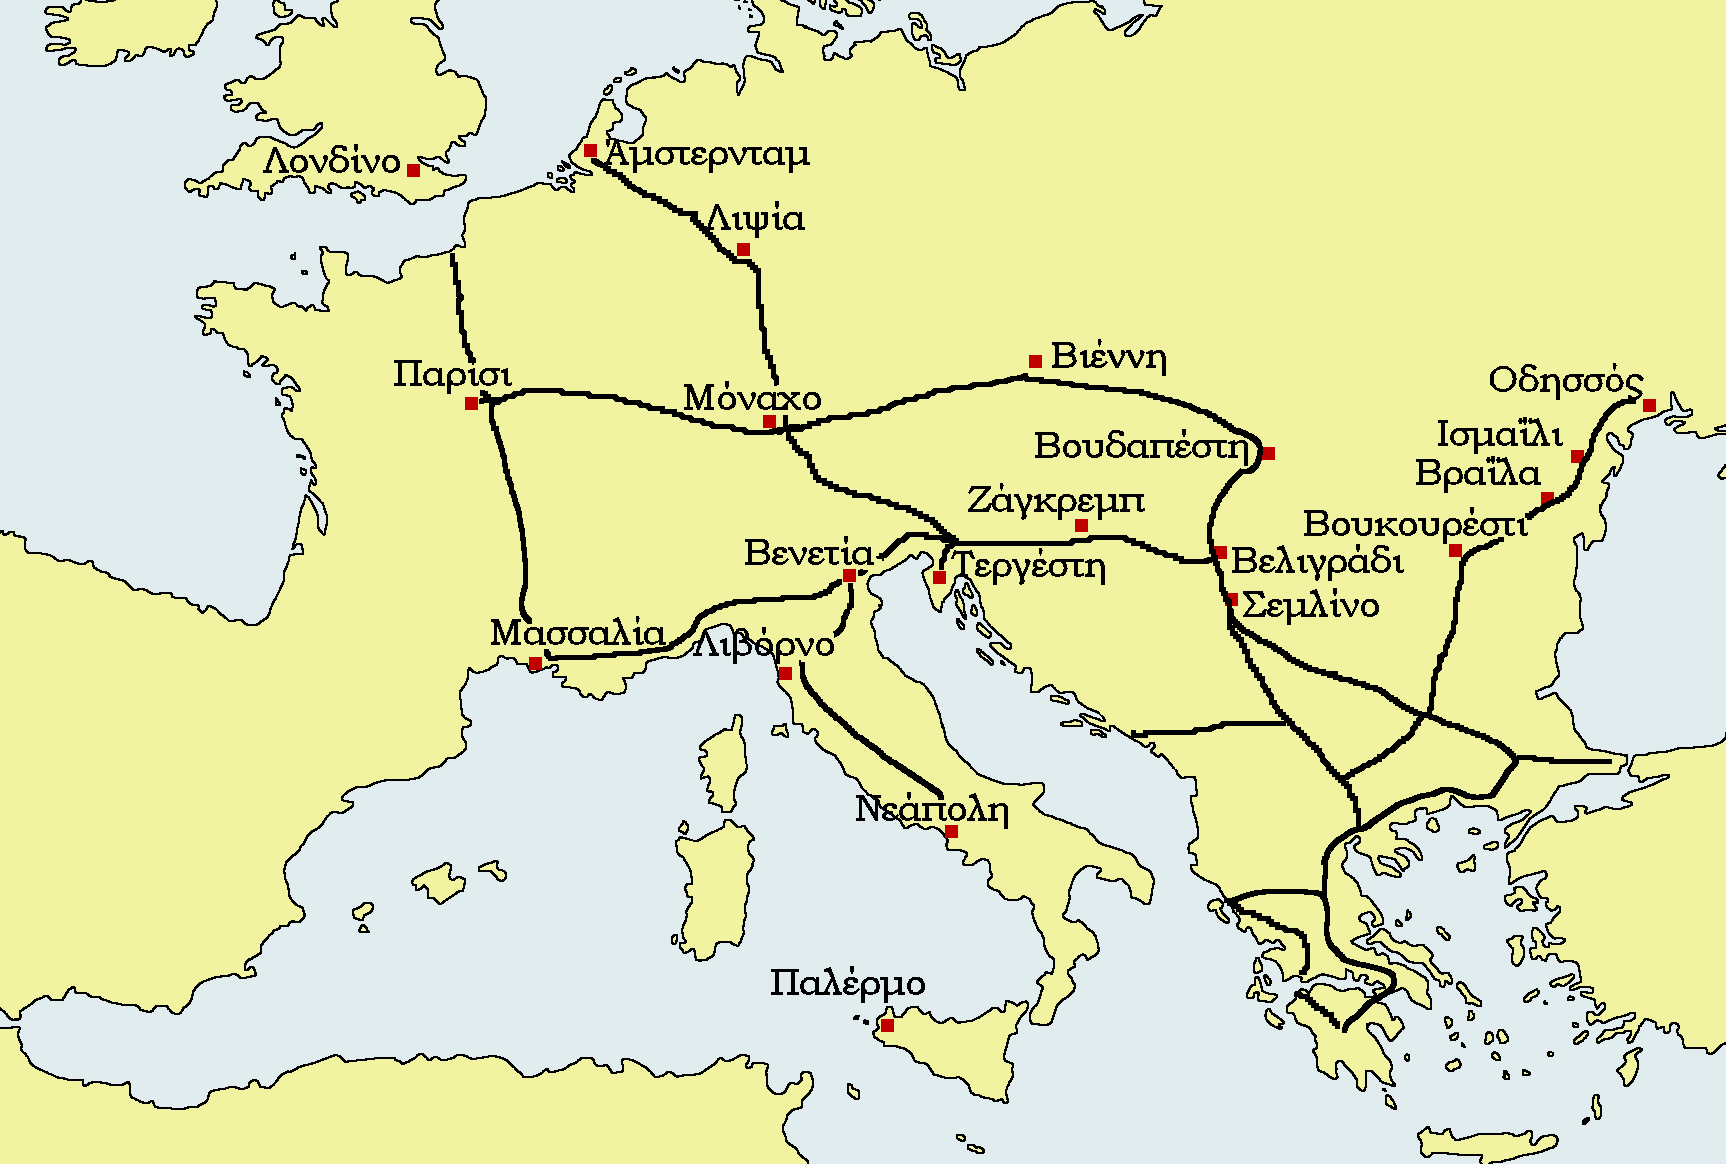 Λονδίνο
Άμστερνταμ
Λιψία
Παρίσι
Μόναχο
Βιέννη
Οδησσός
Βουδαπέστη
Ισμαΐλι
Βραΐλα
Ζάγκρεμπ
Βουκουρέστι
Βενετία
Τεργέστη
Βελιγράδι
Σεμλίνο
Μασσαλία
Λιβόρνο
Νεάπολη
Παλέρμο